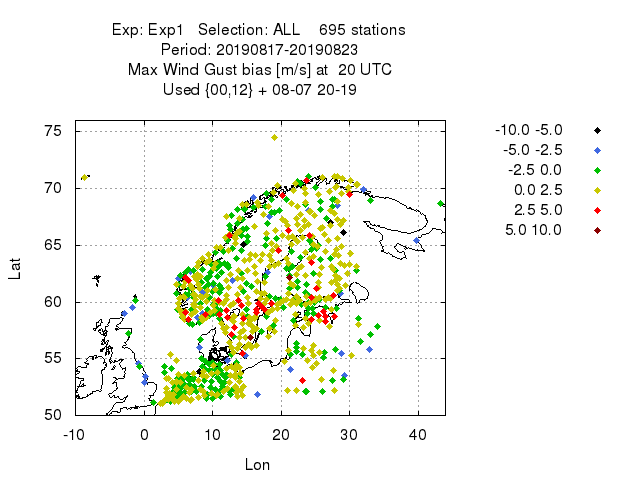 Exp: Exp1 Selection: ALL 695 stations
Period: 20190817-20190823
Max Wind Gust bias [m/s] at 20 UTC
Used {00,12} + 08-07 20-19
-10.0 -5.0
-5.0 -2.5
-2.5 0.0
0.0 2.5
2.5 5.0
5.0 10.0
75
70
65
60
55
50
Lat
-10 0 10 20 30 40
Lon